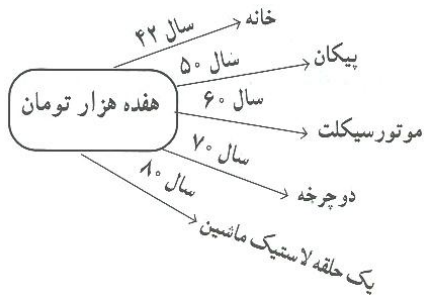 هفده هزار تومان
سال ۴۲
خانه
سال ۵۰
پیکان
سال ۶۰
موتورسیکلت
سال ۷۰
دوچرخه
سال ۸۰
یک حلقه لاستیک ماشین